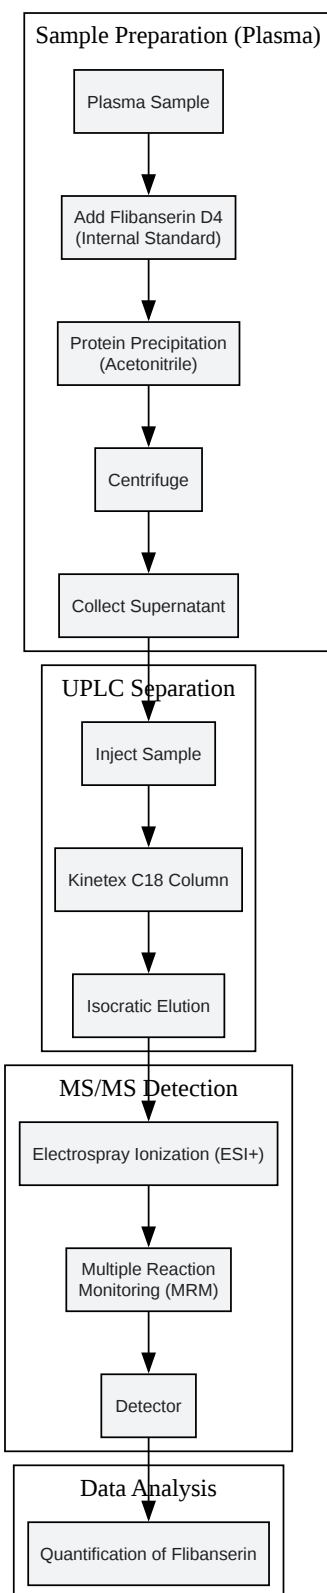 Sample Preparation (Plasma)
Plasma Sample
Add Flibanserin D4
(Internal Standard)
Protein Precipitation
(Acetonitrile)
Centrifuge
Collect Supernatant
UPLC Separation
Inject Sample
Kinetex C18 Column
Isocratic Elution
MS/MS Detection
Electrospray Ionization (ESI+)
Multiple Reaction
Monitoring (MRM)
Detector
Data Analysis
Quantification of Flibanserin